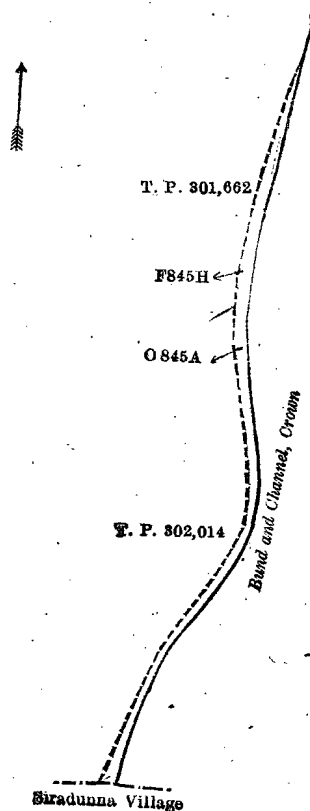 T. P. 301,662
F845H
O 845A
Bund and Channel, Crown
T. P. 302,014
Siradunna Village